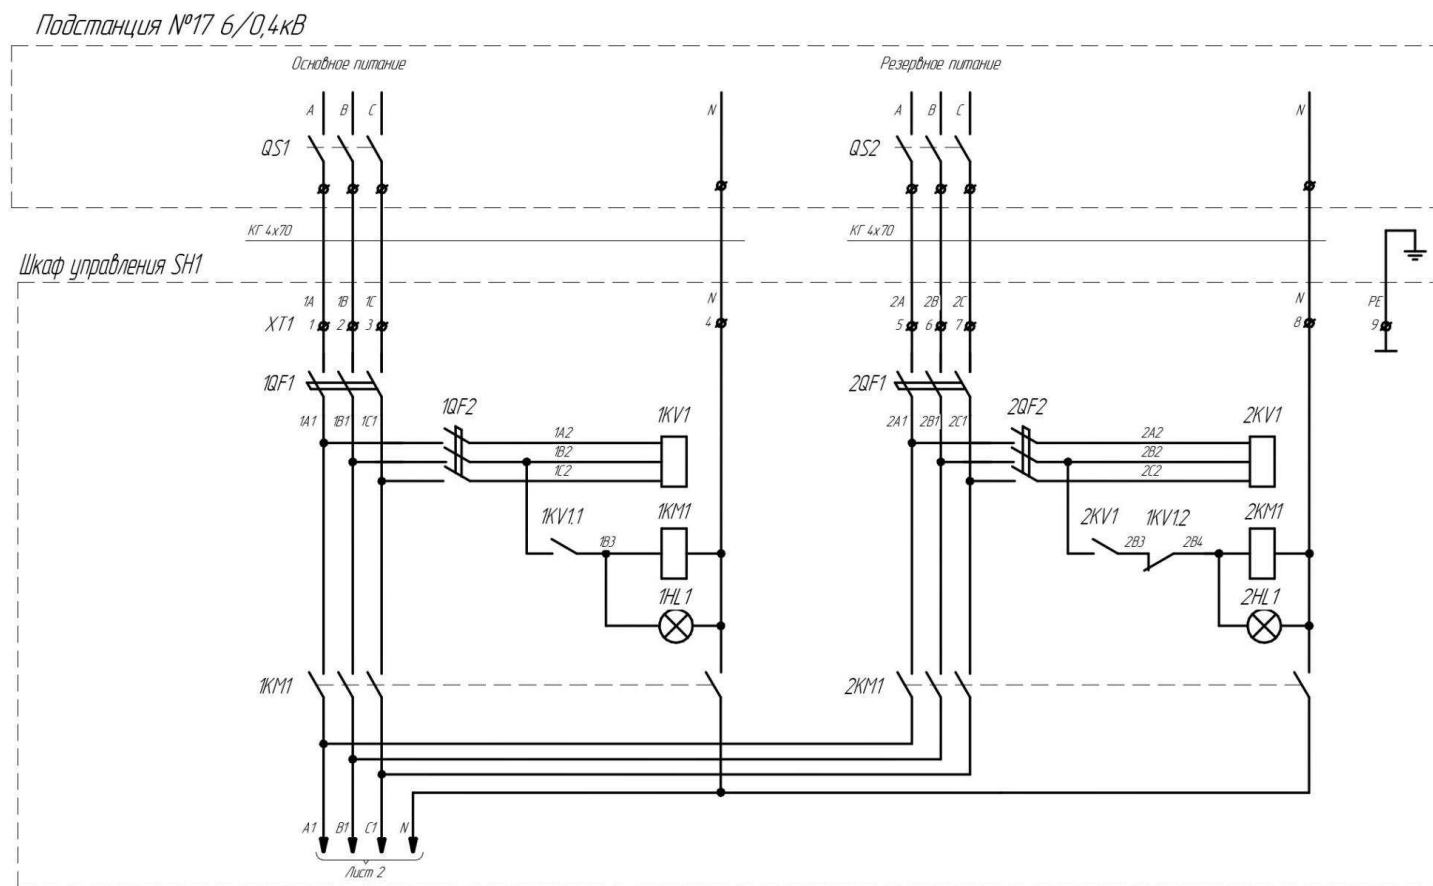 Подстанция №17 6/0,4кВ
Основное питание
Резервное питание
A B C N
A B C N
QS1
QS2
КГ 4x70
КГ 4x70
Шкаф управления SH1
1A 1B 1C N
2A 2B 2C N PE
XT1 1 2 3 4
5 6 7 8 9
1QF1
2QF1
1QF2 1KV1
2QF2 2KV1
1A1 1B1 1C1
2A1 2B1 2C1
1A2
1B2
1C2
2A2
2B2
2C2
1KV1.1 1KM1
2KV1 1KV1.2 2KM1
1B3
2B3 2B4
1HL1
2HL1
1KM1
2KM1
A1 B1 C1 N
Лист 2